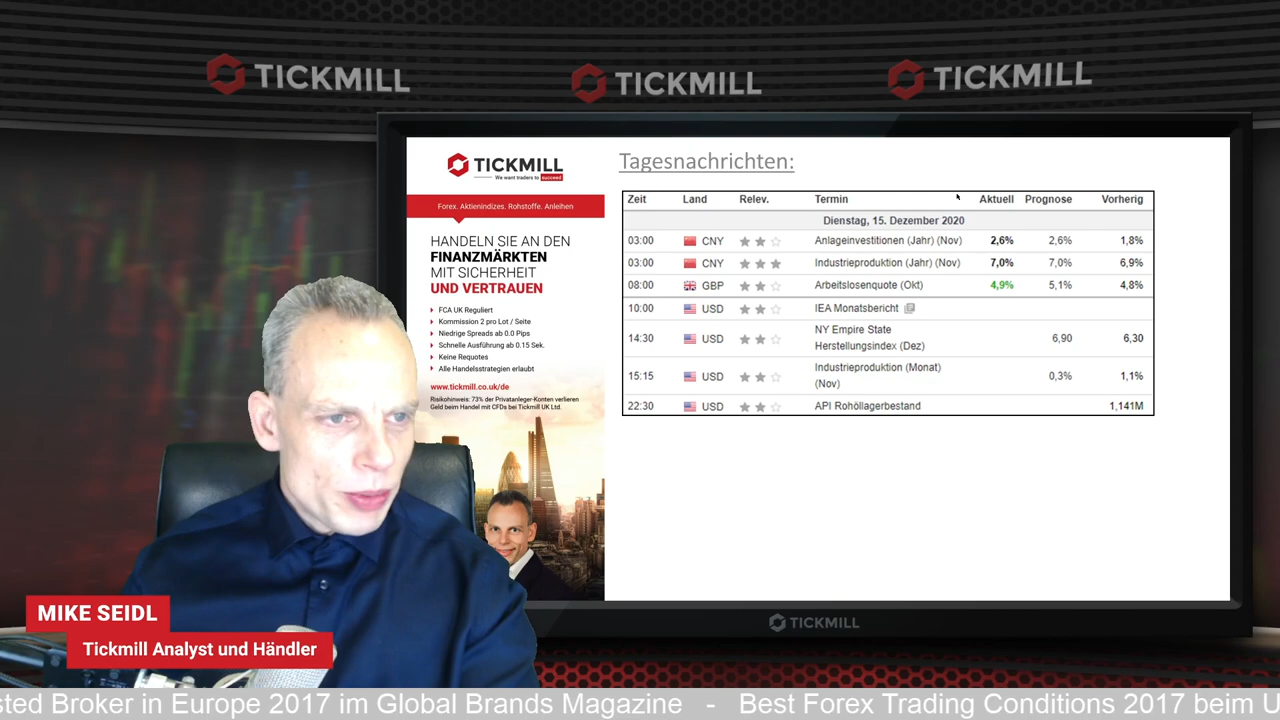 TICKMILL
TICKMILL
TICKMILL
TICKMILL
We want traders to succeed
Forex. Aktienindizes. Rohstoffe. Anleihen
HANDELN SIE AN DEN
FINANZMÄRKTEN
MIT SICHERHEIT
UND VERTRAUEN
FCA UK Reguliert
Kommission 2 pro Lot / Seite
Niedrige Spreads ab 0.0 Pips
Schnelle Ausführung ab 0.15 Sek.
Keine Requotes
Alle Handelsstrategien erlaubt
www.tickmill.co.uk/de
Risikohinweis: 73% der Privatanleger-Konten verlieren
Geld beim Handel mit CFDs bei Tickmill UK Ltd.
Tagesnachrichten:
Zeit Land Relev. Termin Aktuell Prognose Vorherig
Dienstag, 15. Dezember 2020
03:00 CNY Anlageinvestitionen (Jahr) (Nov) 2,6% 2,6% 1,8%
03:00 CNY Industrieproduktion (Jahr) (Nov) 7,0% 7,0% 6,9%
08:00 GBP Arbeitslosenquote (Okt) 4,9% 5,1% 4,8%
10:00 USD IEA Monatsbericht
14:30 USD NY Empire State
Herstellungsindex (Dez) 6,90 6,30
15:15 USD Industrieproduktion (Monat)
(Nov) 0,3% 1,1%
22:30 USD API Rohöllagerbestand 1,141M
TICKMILL
MIKE SEIDL
Tickmill Analyst und Händler
sted Broker in Europe 2017 im Global Brands Magazine - Best Forex Trading Conditions 2017 beim U